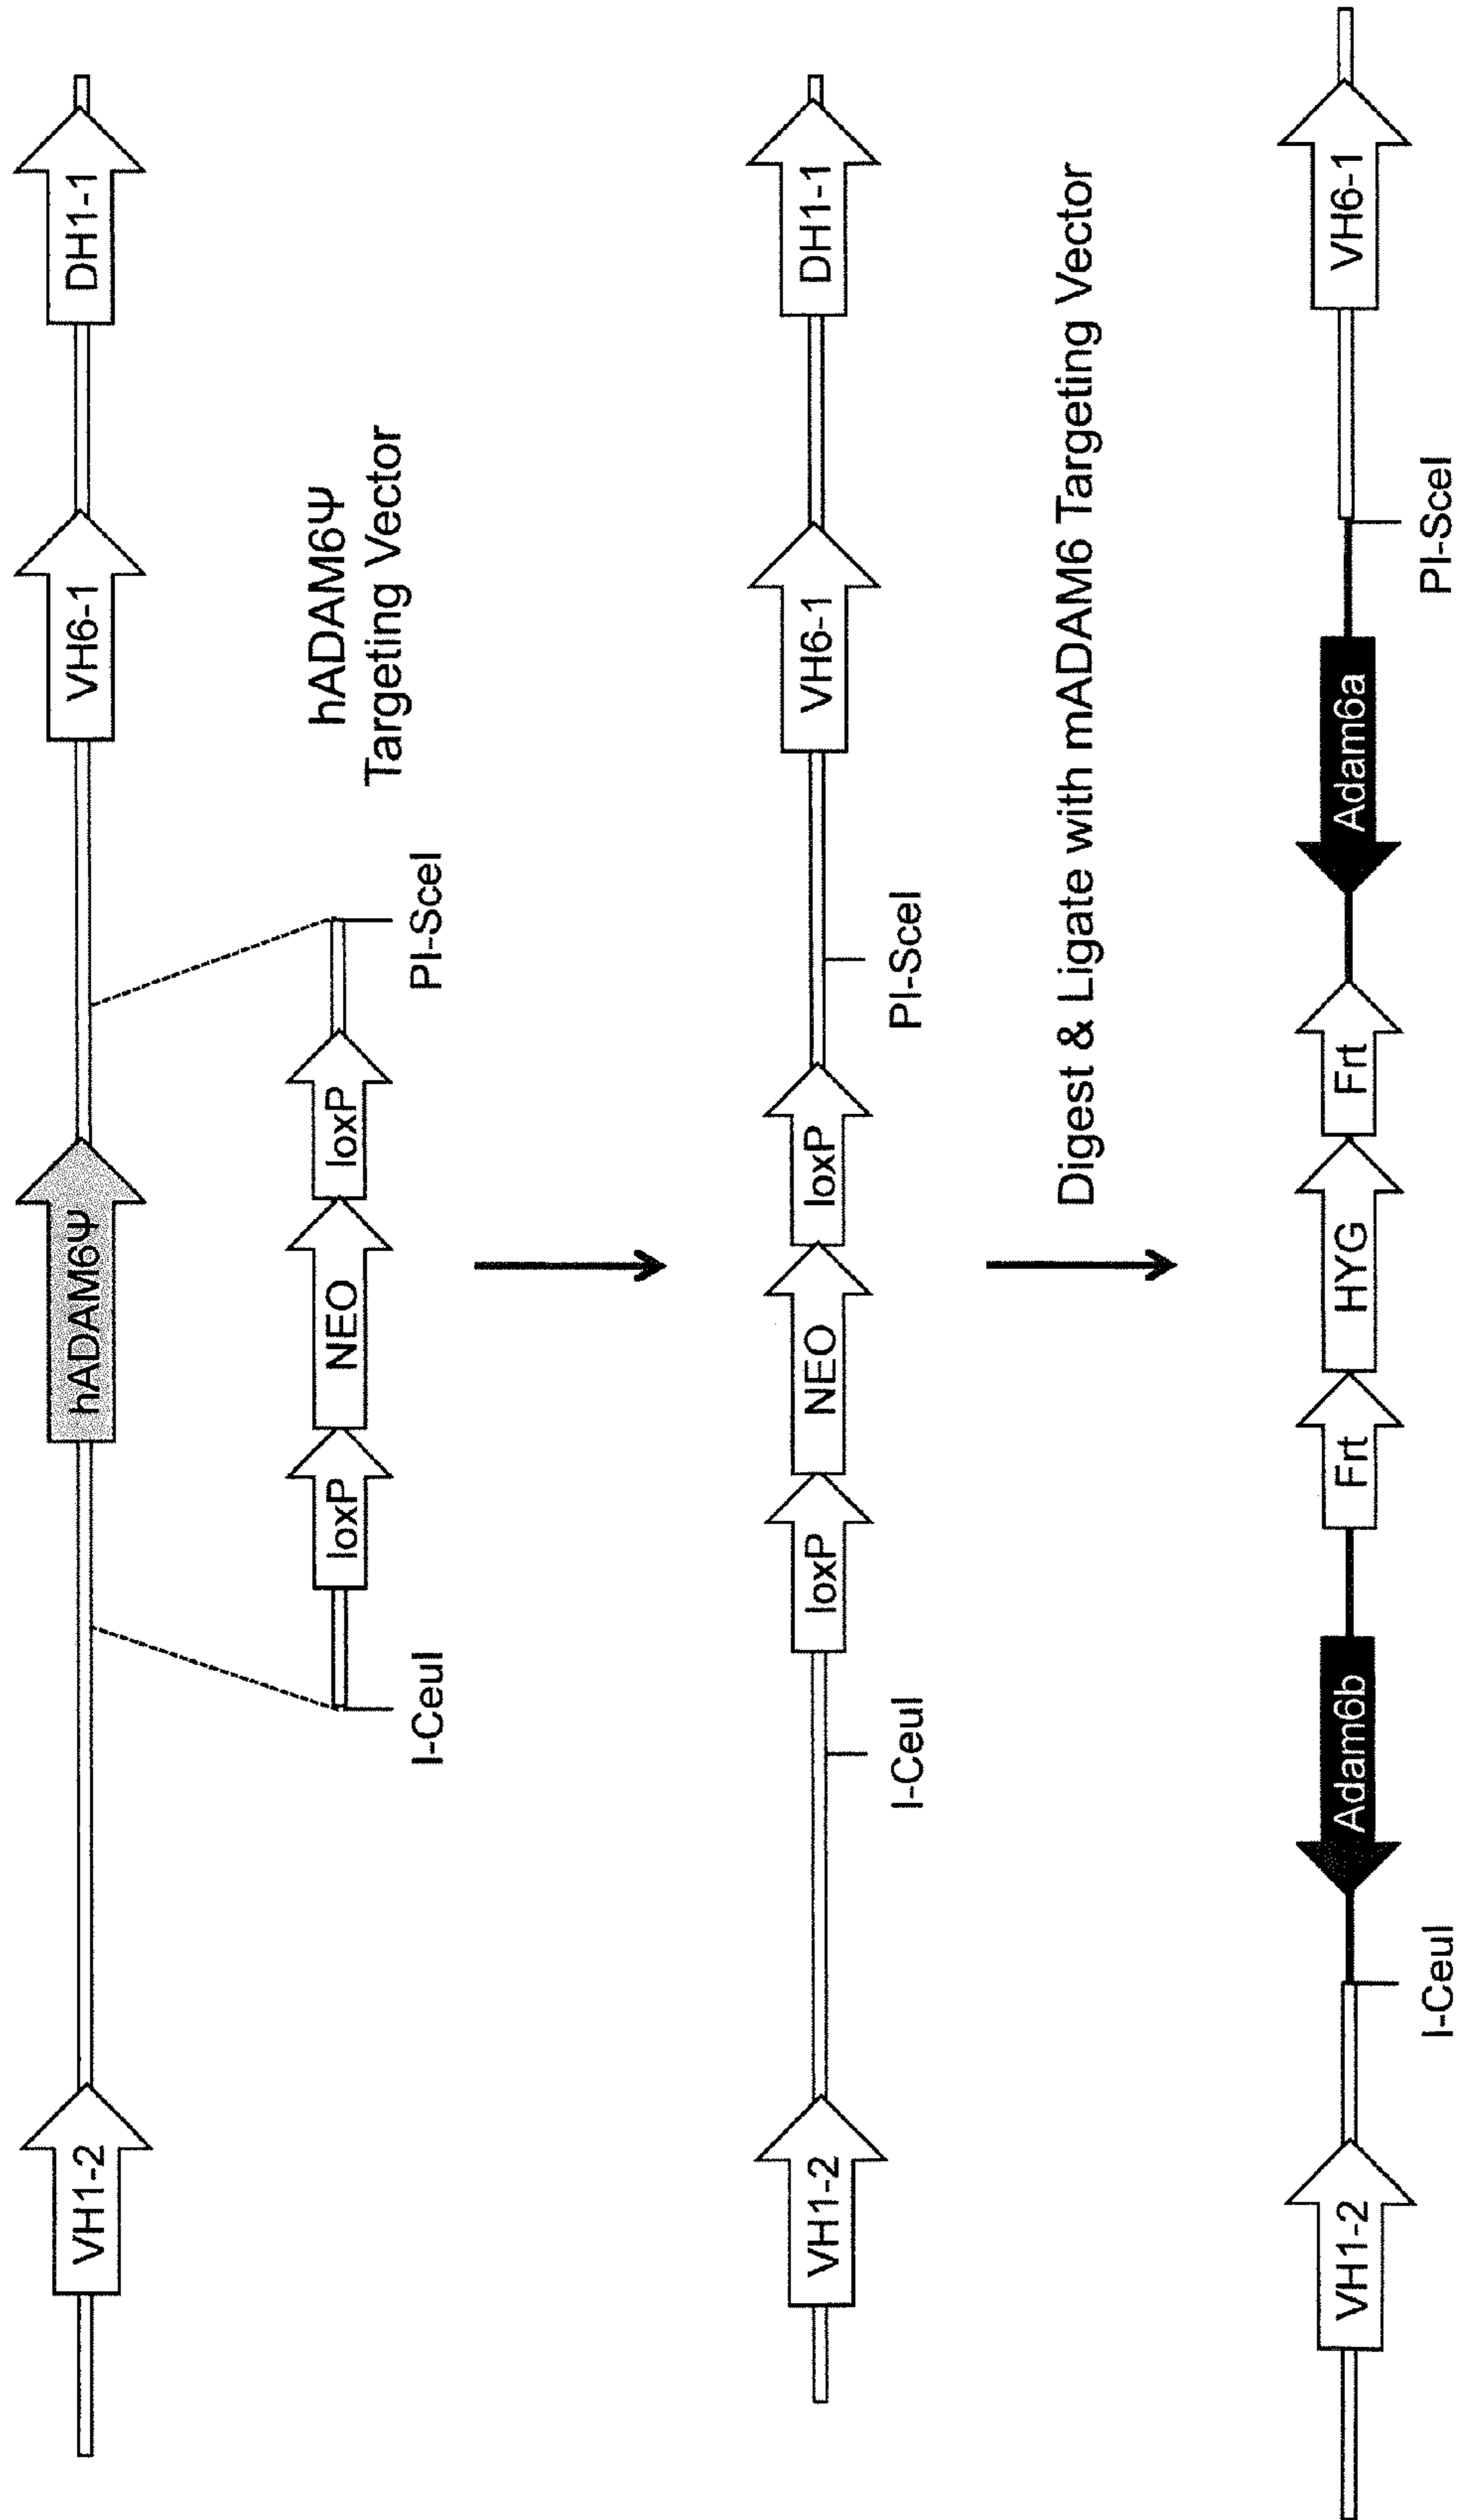 VH1-2
hADAM6Ψ
VH6-1
DH1-1
loxP
NEO
loxP
hADAM6Ψ
Targeting Vector
I-CeuI
PI-SceI
VH1-2
loxP
NEO
loxP
VH6-1
DH1-1
I-CeuI
PI-SceI
Digest & Ligate with mADAM6 Targeting Vector
VH1-2
Adam6b
Frt
HYG
Frt
Adam6a
VH6-1
I-CeuI
PI-SceI